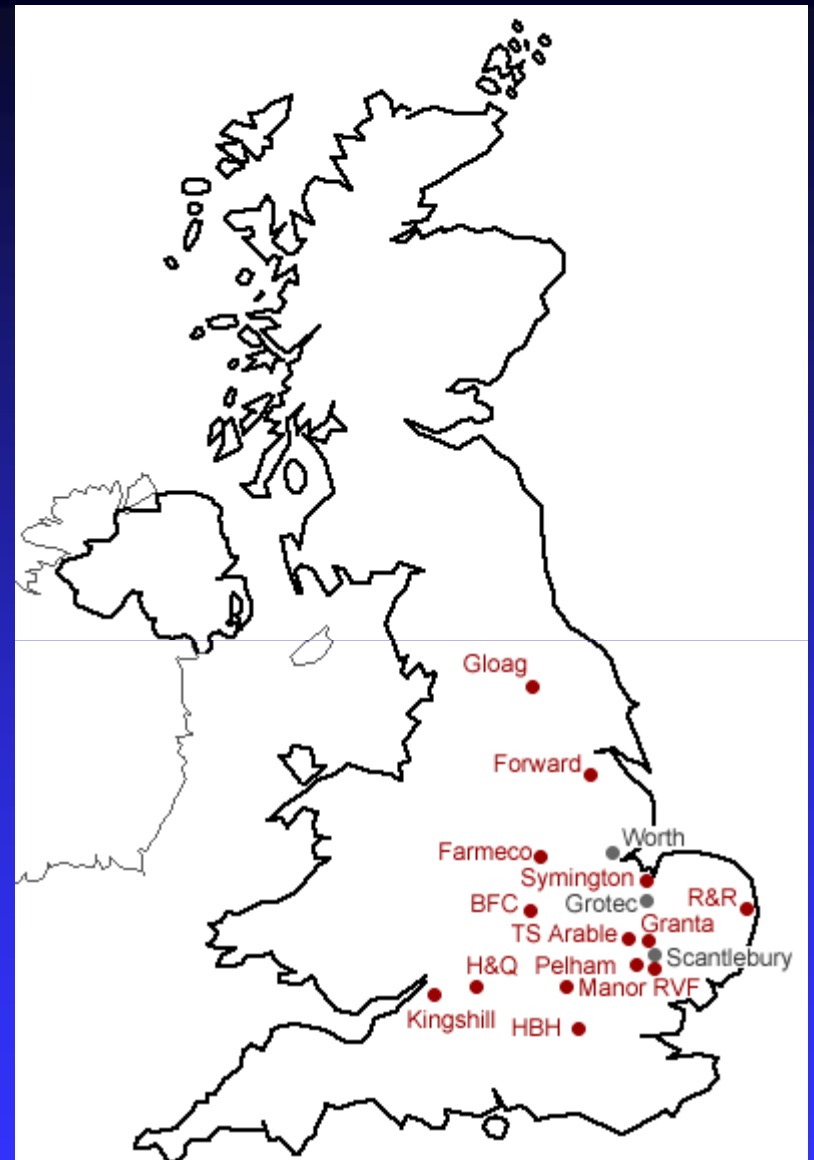 Gloag
Forward
Worth
Farmeco
Symington
R&R
BFC
Grotec
Granta
TS Arable
Scantlebury
H&Q
Pelham
Manor RVF
Kingshill
HBH